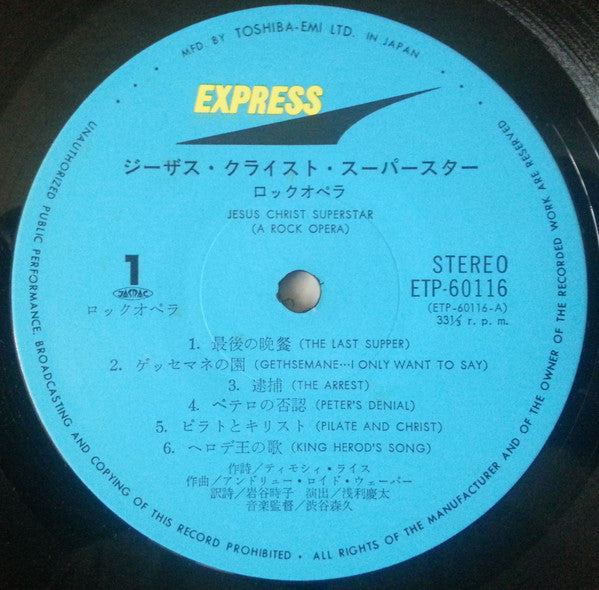 MFD. BY TOSHIBA-EMI LTD. IN JAPAN
EXPRESS
ジーザス・クライスト・スーパースター
ロックオペラ
JESUS CHRIST SUPERSTAR
(A ROCK OPERA)
1
JASRAC
ロックオペラ
STEREO
ETP-60116
(ETP-60116-A)
33⅓ r. p. m.
1. 最後の晩餐 (THE LAST SUPPER)
2. ゲッセマネの園 (GETHSEMANE…I ONLY WANT TO SAY)
3. 逮捕 (THE ARREST)
4. ペテロの否認 (PETER'S DENIAL)
5. ピラトとキリスト (PILATE AND CHRIST)
6. ヘロデ王の歌 (KING HEROD'S SONG)
作詩/ティモシィ・ライス
作曲/アンドリュー・ロイド・ウェーバー
訳詩/岩谷時子 演出/浅利慶太
音楽監督/渋谷森久
UNAUTHORIZED PUBLIC PERFORMANCE, BROADCASTING AND COPYING OF THIS RECORD PROHIBITED • ALL RIGHTS OF THE MANUFACTURER AND OF THE OWNER OF THE RECORDED WORK ARE RESERVED